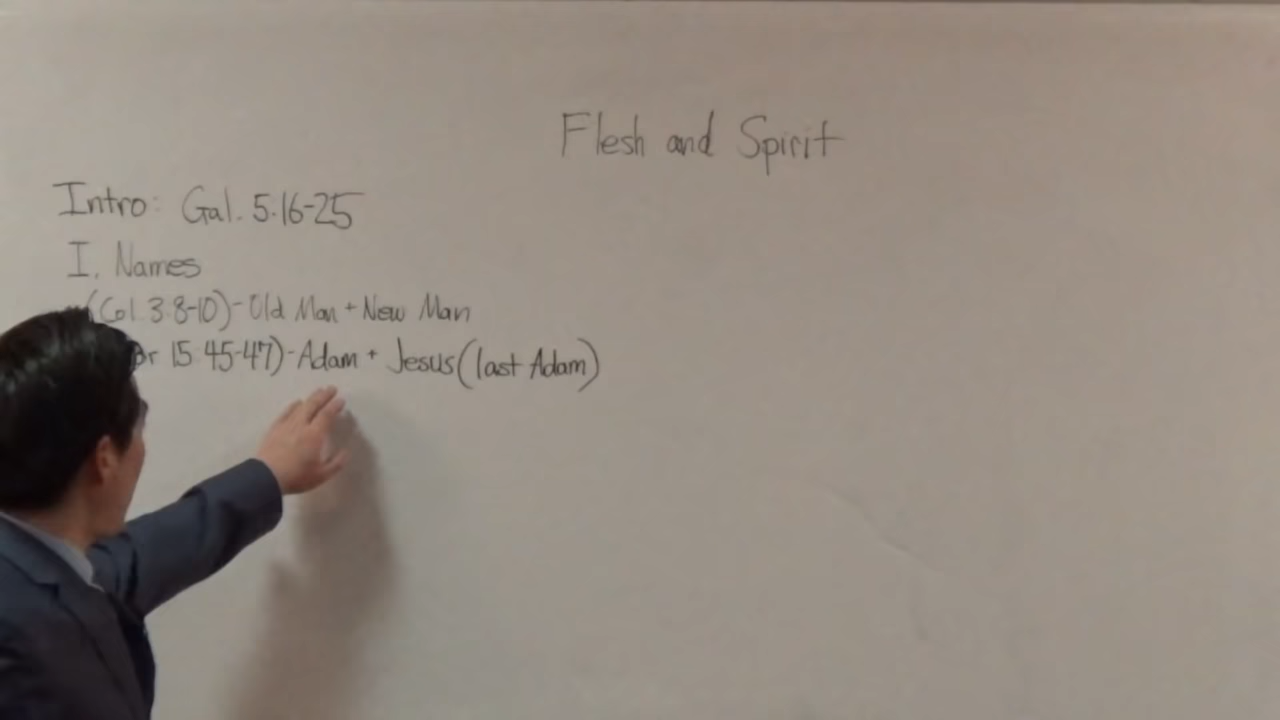 Flesh and Spirit
Intro: Gal. 5:16-25
I. Names
(Col 3:8-10)-Old Man + New Man
15:45-47)-Adam + Jesus (last Adam)